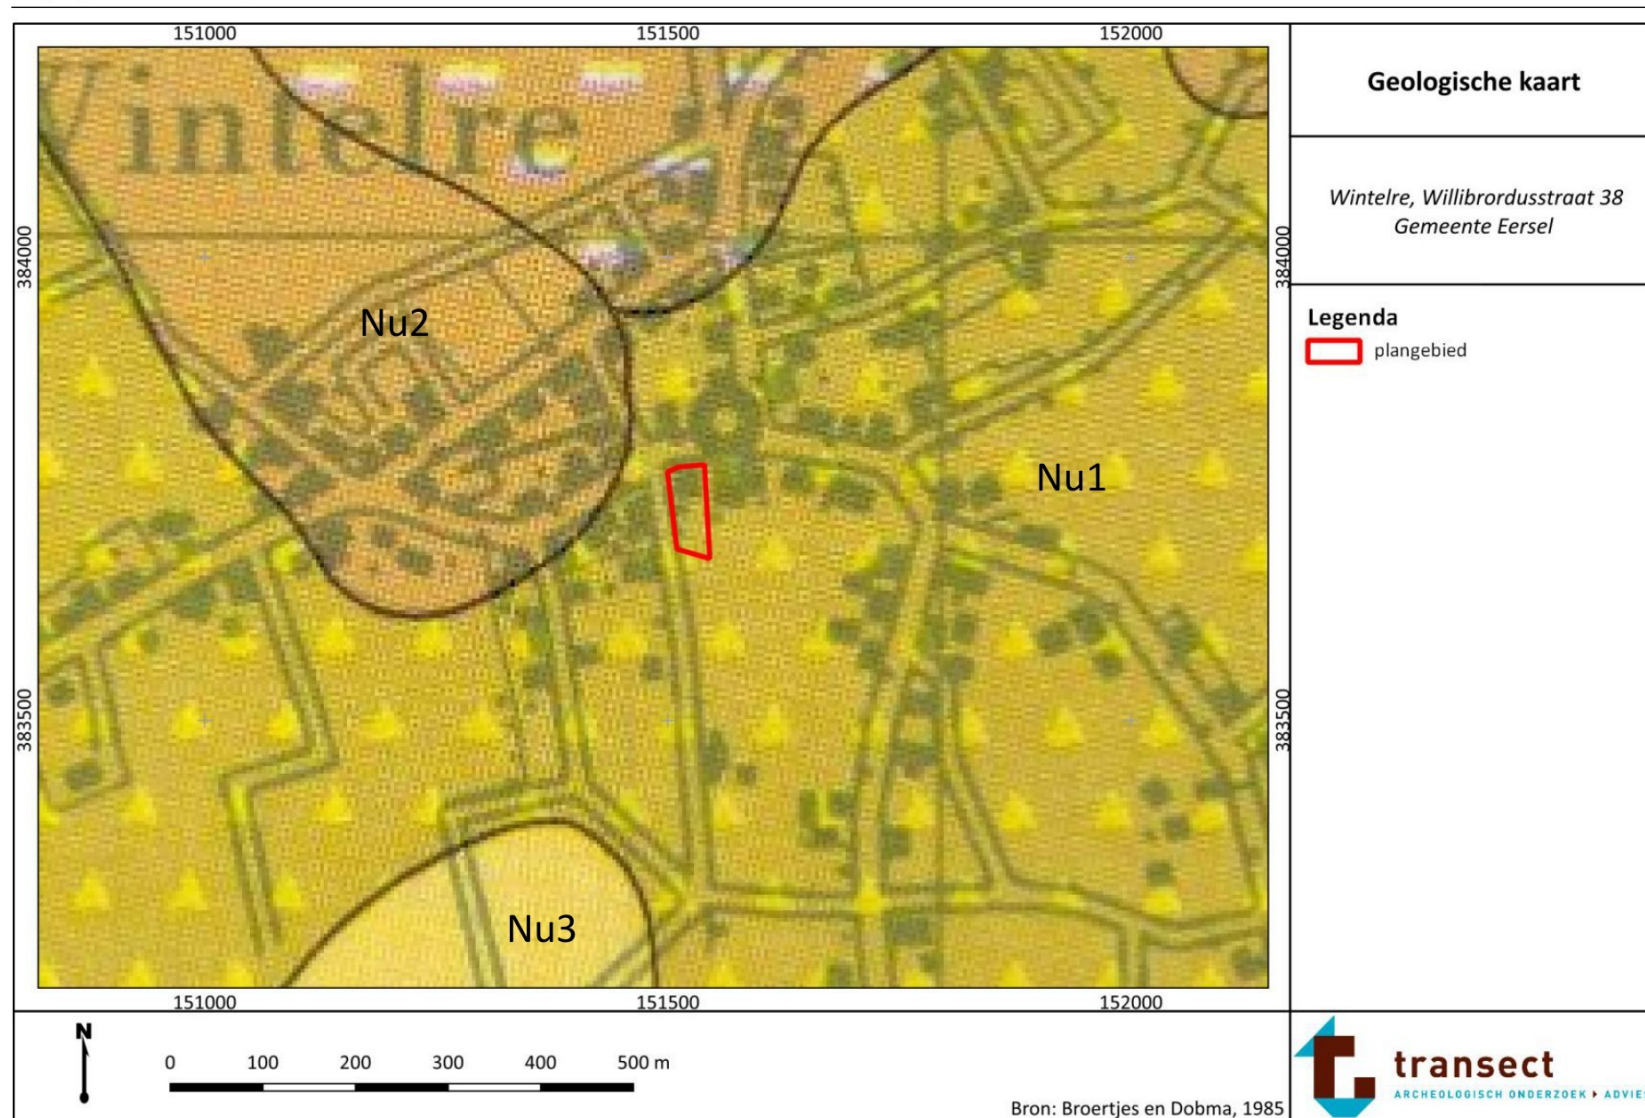 151000 151500 152000
Geologische kaart
Wintelre, Willibrordusstraat 38
Gemeente Eersel
Legenda
plangebied
Wintelre
384000
384000
Nu2
Nu1
383500
383500
Nu3
151000 151500 152000
N
0 100 200 300 400 500 m
Bron: Broertjes en Dobma, 1985
transect
ARCHEOLOGISCH ONDERZOEK ADVIES